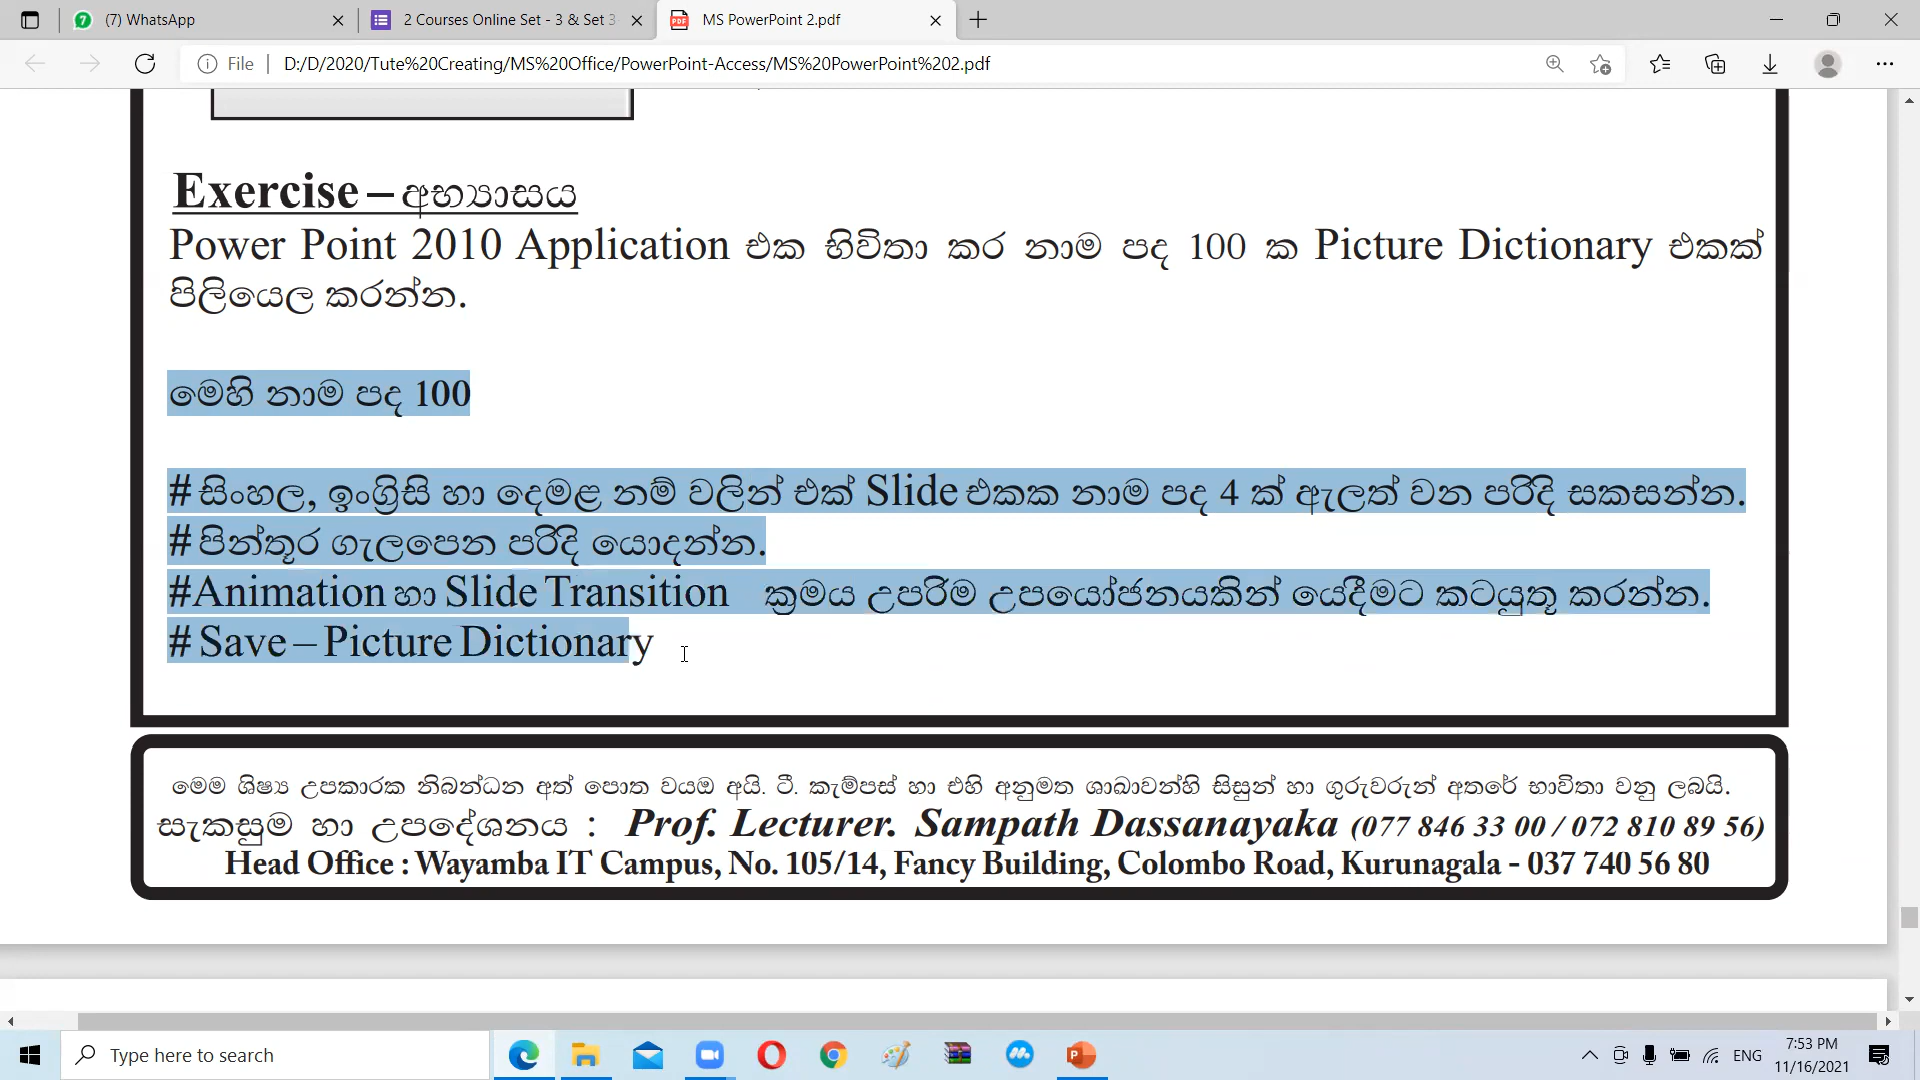 (7) WhatsApp
2 Courses Online Set - 3 & Set 3
MS PowerPoint 2.pdf
File
D:/D/2020/Tute%20Creating/MS%20Office/PowerPoint-Access/MS%20PowerPoint%202.pdf
Exercise – අභ්‍යාසය
Power Point 2010 Application එක භිවිතා කර නාම පද 100 ක Picture Dictionary එකක්
පිලියෙල කරන්න.
මෙහි නාම පද 100
# සිංහල, ඉංග්‍රිසි හා දෙමළ නම් වලින් එක් Slide එකක නාම පද 4 ක් ඇලත් වන පරිදි සකසන්න.
# පින්තූර ගැලපෙන පරිදි යොදන්න.
#Animation හා Slide Transition ක්‍රමය උපරිම උපයෝජනයකින් යෙදීමට කටයුතූ කරන්න.
# Save – Picture Dictionary
මෙම ශිෂ්‍ය උපකාරක නිබන්ධන අත් පොත වයඹ අයි. ටී. කැම්පස් හා එහි අනුමත ශාඛාවන්හි සිසුන් හා ගුරුවරුන් අතරේ භාවිතා වනු ලබයි.
සැකසුම හා උපදේශනය : Prof. Lecturer. Sampath Dassanayaka (077 846 33 00 / 072 810 89 56)
Head Office : Wayamba IT Campus, No. 105/14, Fancy Building, Colombo Road, Kurunagala - 037 740 56 80
Type here to search
ENG
7:53 PM
11/16/2021